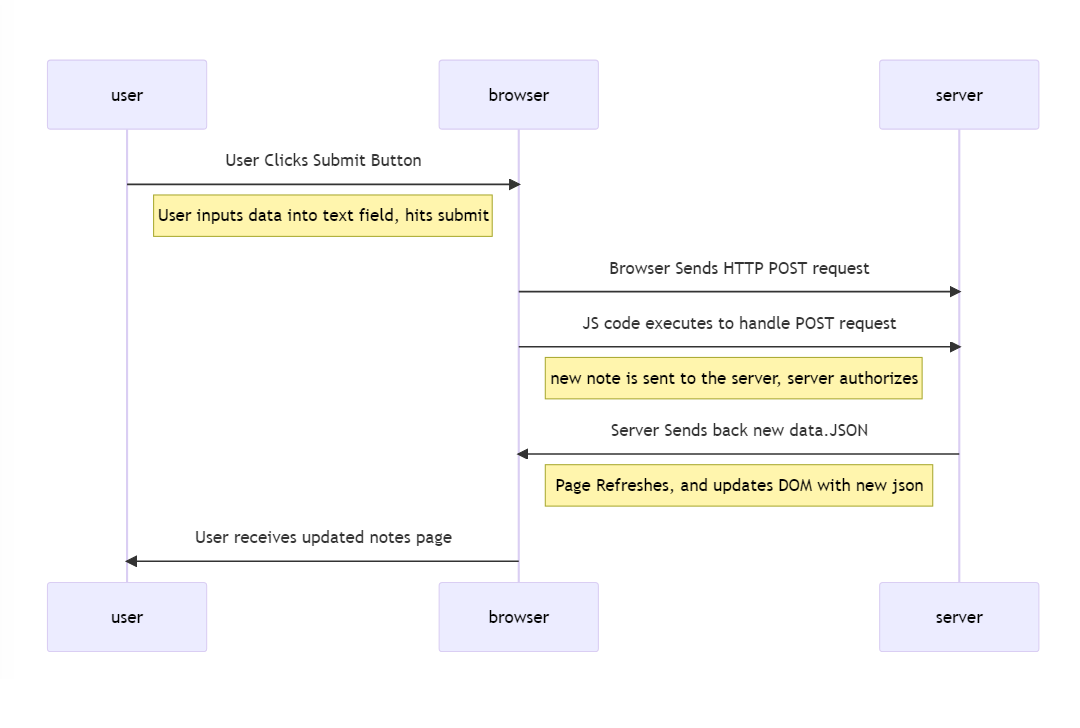 user
browser
server
User Clicks Submit Button
User inputs data into text field, hits submit
Browser Sends HTTP POST request
JS code executes to handle POST request
new note is sent to the server, server authorizes
Server Sends back new data.JSON
Page Refreshes, and updates DOM with new json
User receives updated notes page
user
browser
server